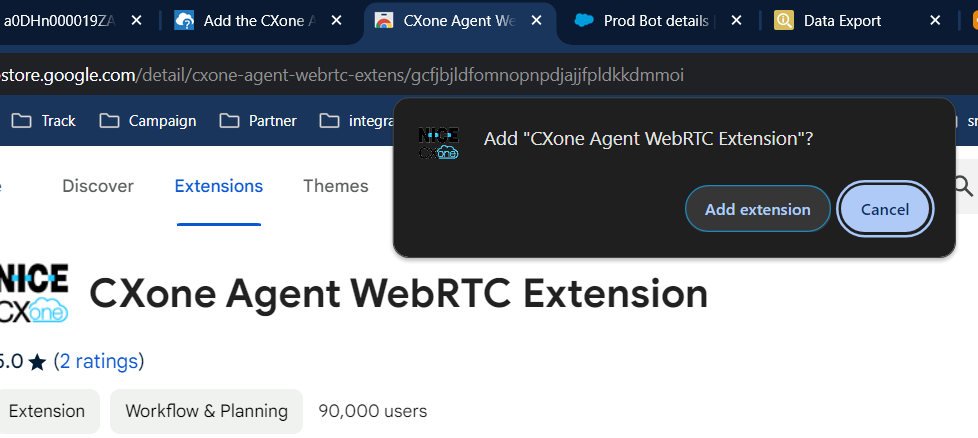 a0DHn000019ZA
Add the CXone A
CXone Agent We
Prod Bot details
Data Export
store.google.com/detail/cxone-agent-webrtc-extens/gcfjbjldfomnopnpdjajjfpldkkdmmoi
Track
Campaign
Partner
integra
sr
NICE
CXone
Add "CXone Agent WebRTC Extension"?
Add extension
Cancel
Discover
Extensions
Themes
NICE
CXone
CXone Agent WebRTC Extension
5.0 ★ (2 ratings)
Extension
Workflow & Planning
90,000 users